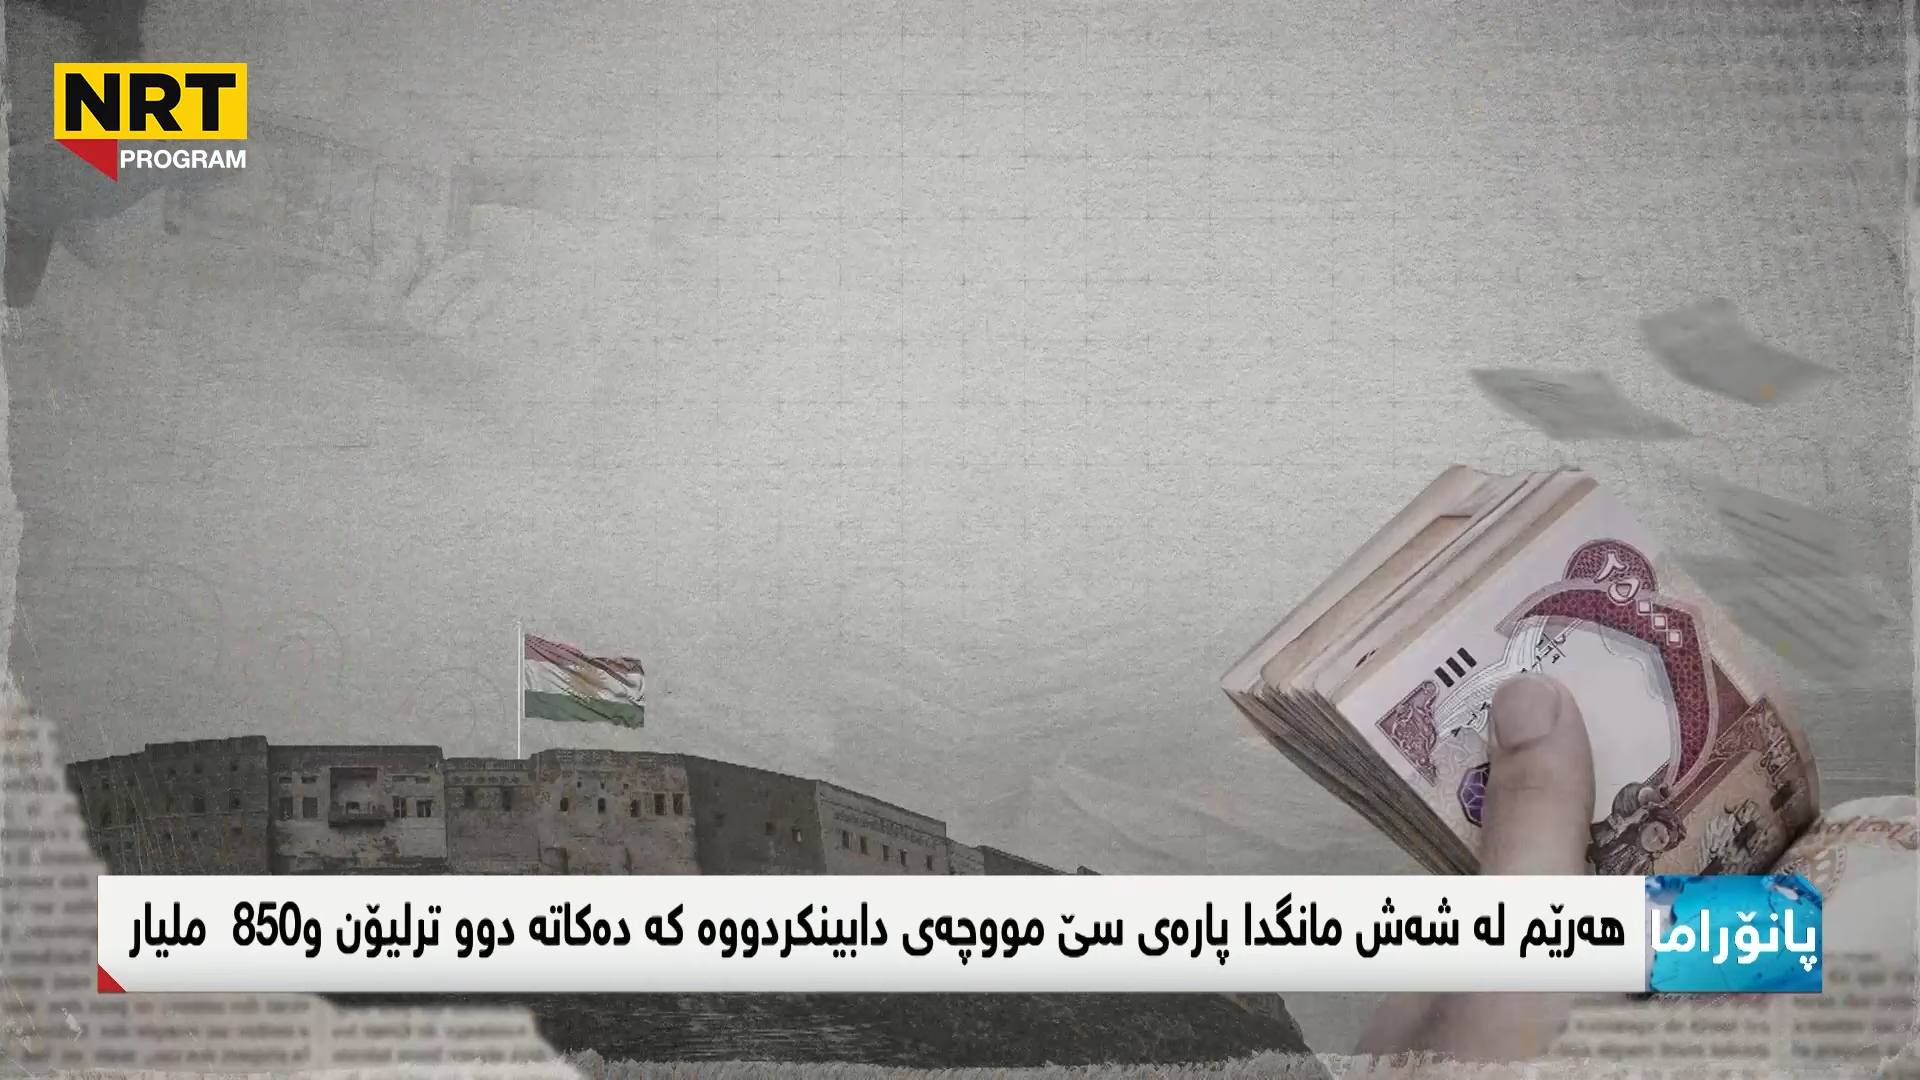 NRT
PROGRAM
پانۆراما
هەرێم لە شەش مانگدا پارەی سێ مووچەی دابینکردووە کە دەکاتە دوو ترلیۆن و850 ملیار